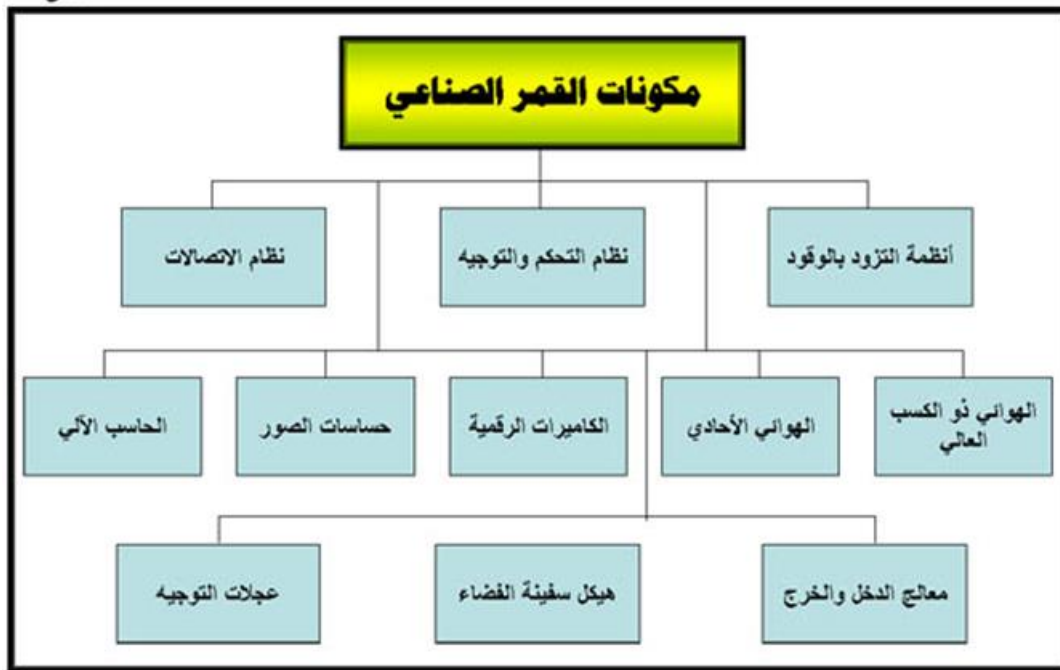 مكونات القمر الصناعي
أنظمة التزود بالوقود
نظام التحكم والتوجيه
نظام الاتصالات
الهوائي ذو الكسب
العالي
الهوائي الأحادي
الكاميرات الرقمية
حساسات الصور
الحاسب الآلي
معالج الدخل والخرج
هيكل سفينة الفضاء
عجلات التوجيه